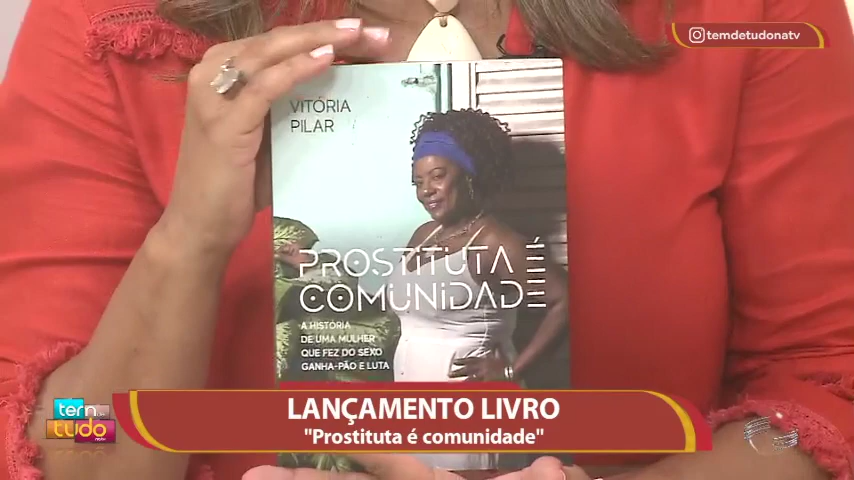 temdetudonatv
VITÓRIA
PILAR
PROSTITUTA É
COMUNIDADE
A HISTÓRIA
DE UMA MULHER
QUE FEZ DO SEXO
GANHA-PÃO E LUTA
LANÇAMENTO LIVRO
"Prostituta é comunidade"
tem de
tudo